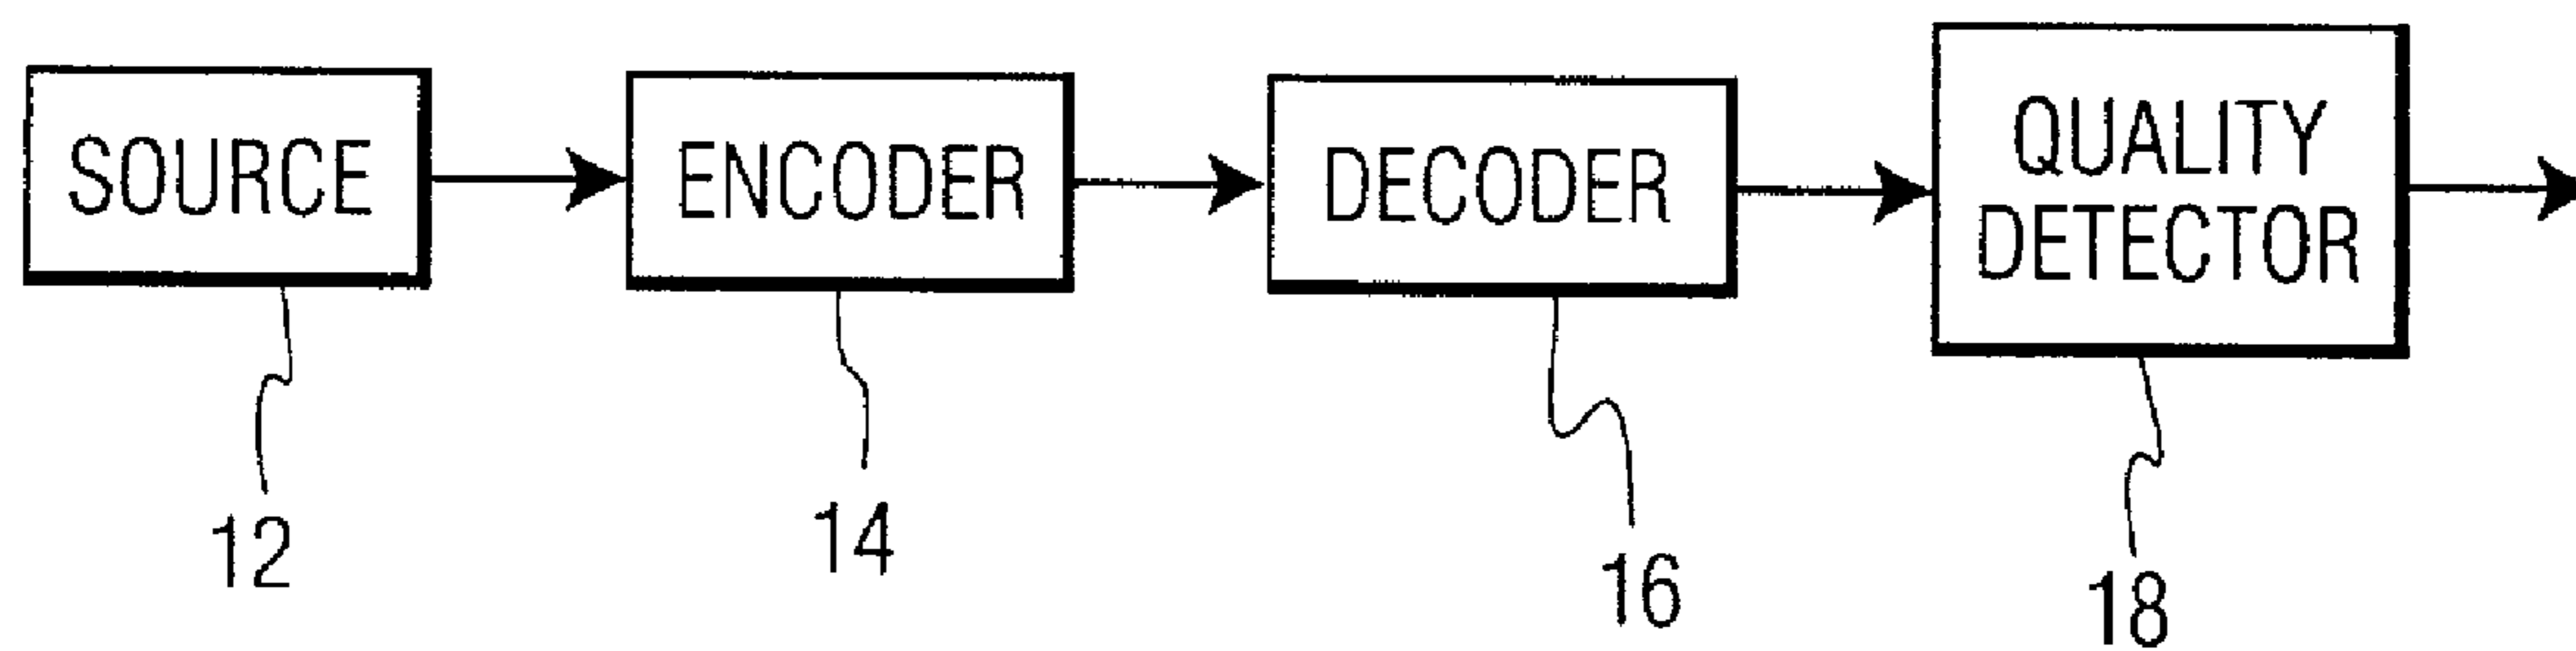 SOURCE
ENCODER
DECODER
QUALITY
DETECTOR
12
14
16
18